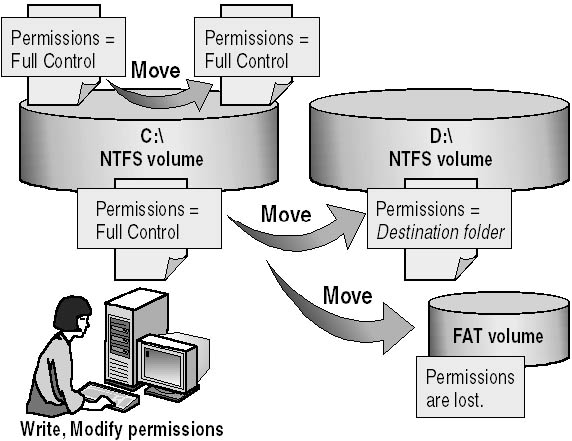 Permissions =
Full Control
Move
Permissions =
Full Control
C:\
NTFS volume
D:\
NTFS volume
Permissions =
Full Control
Move
Permissions =
Destination folder
Move
FAT volume
Permissions
are lost.
Write, Modify permissions